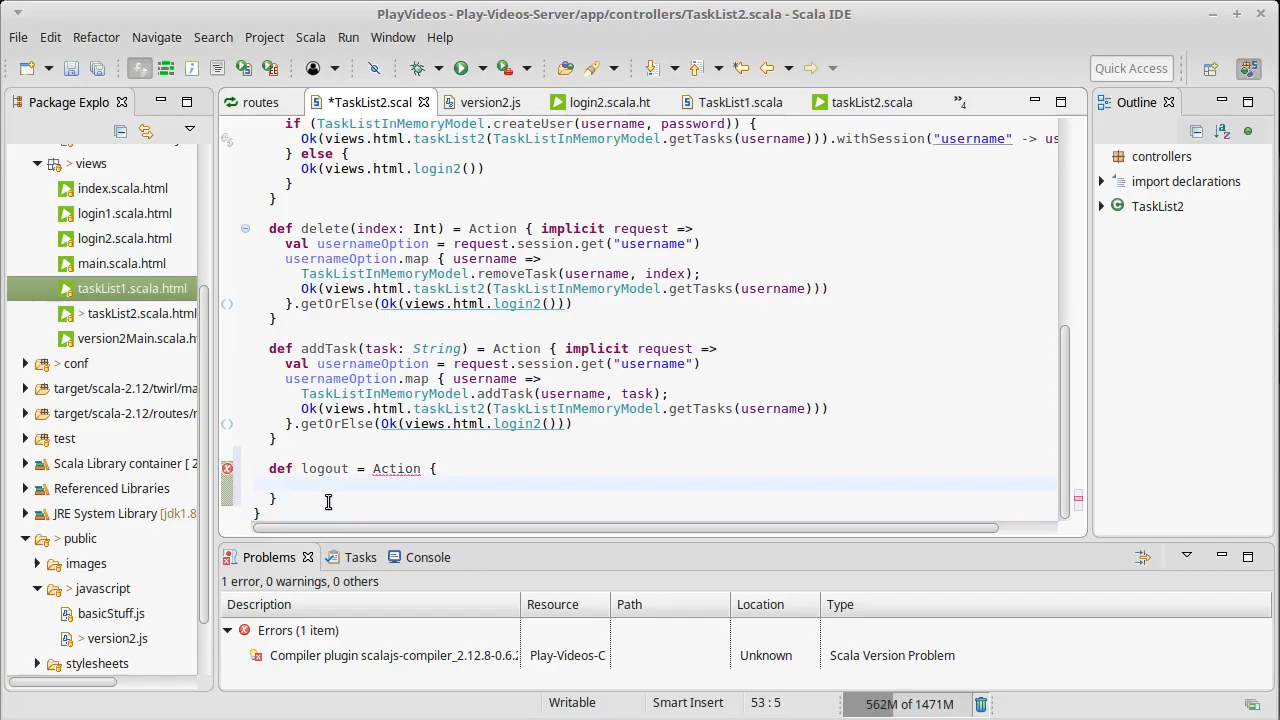 PlayVideos - Play-Videos-Server/app/controllers/TaskList2.scala - Scala IDE
File Edit Refactor Navigate Search Project Scala Run Window Help
Quick Access
Package Explo
routes
*TaskList2.scal
version2.js
login2.scala.ht
TaskList1.scala
taskList2.scala
»4
Outline
> views
index.scala.html
login1.scala.html
login2.scala.html
main.scala.html
taskList1.scala.html
> taskList2.scala.html
version2Main.scala.h
> conf
target/scala-2.12/twirl/ma
target/scala-2.12/routes/r
test
Scala Library container [ 2
Referenced Libraries
JRE System Library [jdk1.8
> public
images
> javascript
basicStuff.js
> version2.js
> stylesheets
if (TaskListInMemoryModel.createUser(username, password)) {
Ok(views.html.taskList2(TaskListInMemoryModel.getTasks(username))).withSession("username" -> us
} else {
Ok(views.html.login2())
}
}
def delete(index: Int) = Action { implicit request =>
val usernameOption = request.session.get("username")
usernameOption.map { username =>
TaskListInMemoryModel.removeTask(username, index);
Ok(views.html.taskList2(TaskListInMemoryModel.getTasks(username)))
}.getOrElse(Ok(views.html.login2()))
}
def addTask(task: String) = Action { implicit request =>
val usernameOption = request.session.get("username")
usernameOption.map { username =>
TaskListInMemoryModel.addTask(username, task);
Ok(views.html.taskList2(TaskListInMemoryModel.getTasks(username)))
}.getOrElse(Ok(views.html.login2()))
}
def logout = Action {
}
}
controllers
import declarations
TaskList2
Problems
Tasks
Console
1 error, 0 warnings, 0 others
Description Resource Path Location Type
Errors (1 item)
Compiler plugin scalajs-compiler_2.12.8-0.6.2 Play-Videos-C Unknown Scala Version Problem
Writable Smart Insert 53 : 5 562M of 1471M